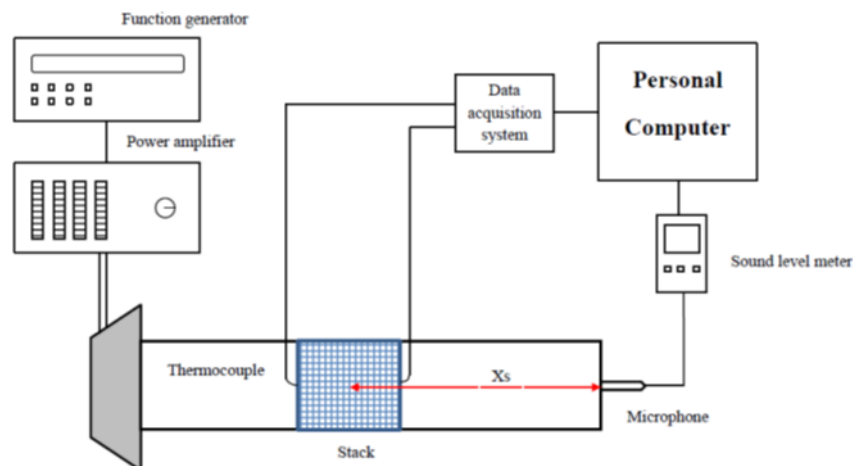 Function generator
Power amplifier
Data
acquisition
system
Personal
Computer
Sound level meter
Thermocouple
Xs
Microphone
Stack